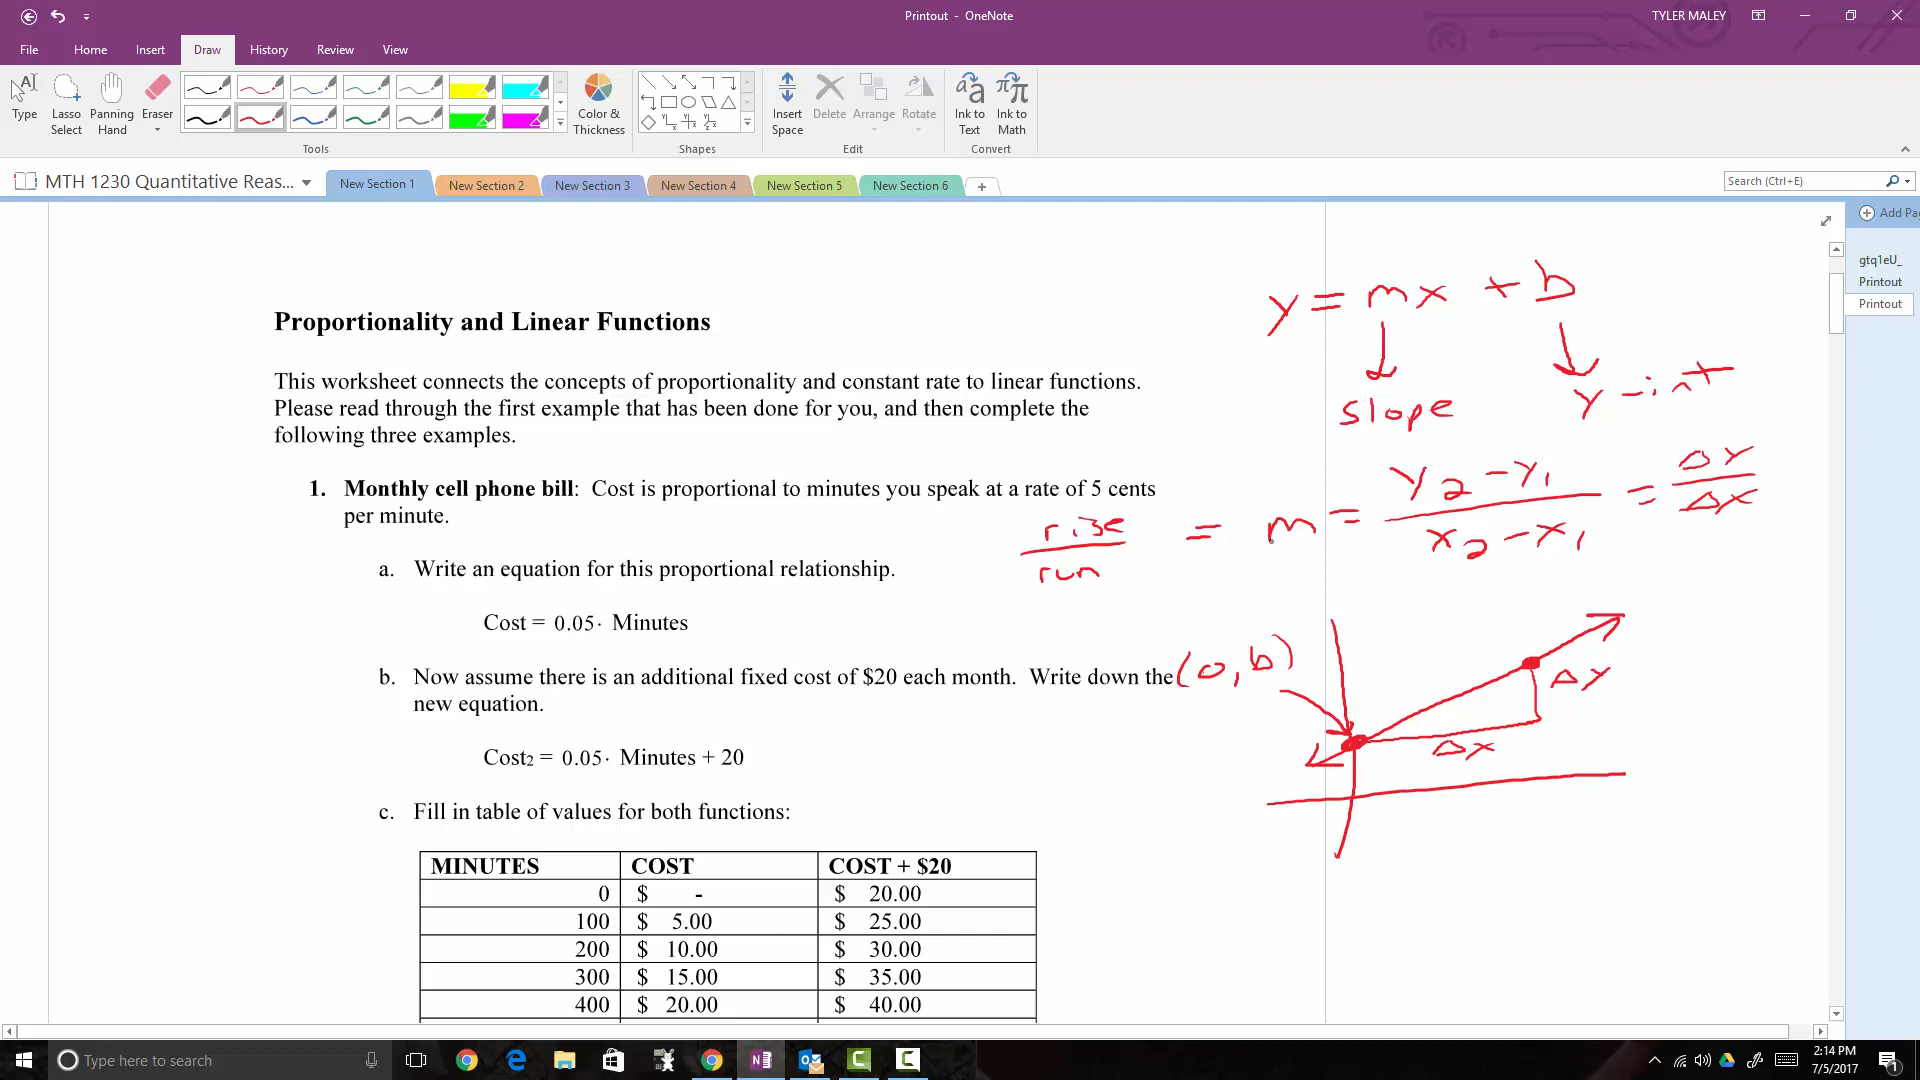 Printout - OneNote
TYLER MALEY
File Home Insert Draw History Review View
Type
Lasso Select
Panning Hand
Eraser
Color & Thickness
Insert Space
Delete
Arrange
Rotate
Ink to Text
Ink to Math
Tools
Shapes
Edit
Convert
MTH 1230 Quantitative Reas...
New Section 1 New Section 2 New Section 3 New Section 4 New Section 5 New Section 6
Search (Ctrl+E)
Add Pa
gtq1eU_
Printout
Printout
y = mx + b
slope
y-int
rise/run = m = y2 - y1 / x2 - x1 = Δy/Δx
(0, b)
Δy
Δx
Proportionality and Linear Functions
This worksheet connects the concepts of proportionality and constant rate to linear functions.
Please read through the first example that has been done for you, and then complete the
following three examples.
1. Monthly cell phone bill: Cost is proportional to minutes you speak at a rate of 5 cents
per minute.
a. Write an equation for this proportional relationship.
Cost = 0.05· Minutes
b. Now assume there is an additional fixed cost of $20 each month. Write down the
new equation.
Cost2 = 0.05· Minutes + 20
c. Fill in table of values for both functions:
MINUTES COST COST + $20
0 $ - $ 20.00
100 $ 5.00 $ 25.00
200 $ 10.00 $ 30.00
300 $ 15.00 $ 35.00
400 $ 20.00 $ 40.00
Type here to search
2:14 PM
7/5/2017